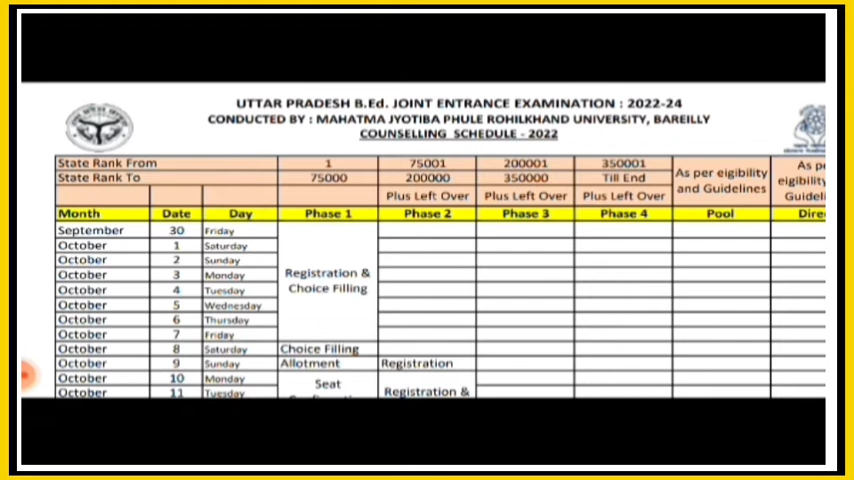 UTTAR PRADESH B.Ed. JOINT ENTRANCE EXAMINATION : 2022-24
CONDUCTED BY : MAHATMA JYOTIBA PHULE ROHILKHAND UNIVERSITY, BAREILLY
COUNSELLING SCHEDULE - 2022
State Rank From 1 75001 200001 350001 As per eigibility and Guidelines As pe
State Rank To 75000 200000 350000 Till End eigibility
Plus Left Over Plus Left Over Plus Left Over Guideli
Month Date Day Phase 1 Phase 2 Phase 3 Phase 4 Pool Dire
September 30 Friday
October 1 Saturday
October 2 Sunday
October 3 Monday Registration &
October 4 Tuesday Choice Filling
October 5 Wednesday
October 6 Thursday
October 7 Friday
October 8 Saturday Choice Filling
October 9 Sunday Allotment Registration
October 10 Monday Seat
October 11 Tuesday Registration &